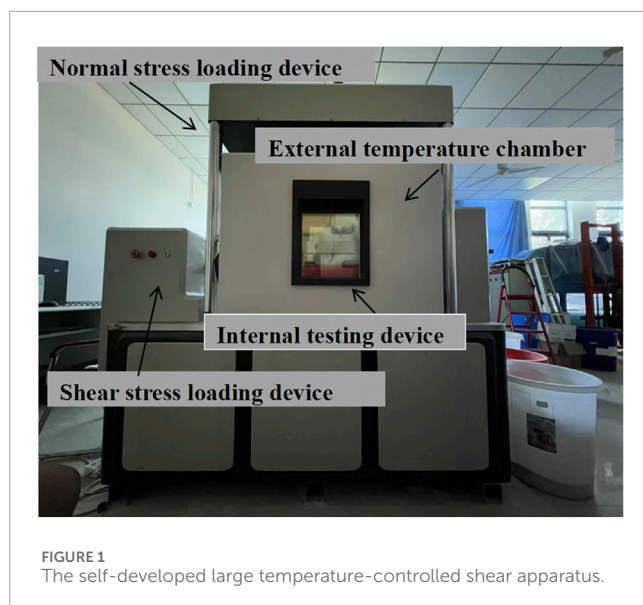 Normal stress loading device
External temperature chamber
Internal testing device
Shear stress loading device
FIGURE 1
The self-developed large temperature-controlled shear apparatus.